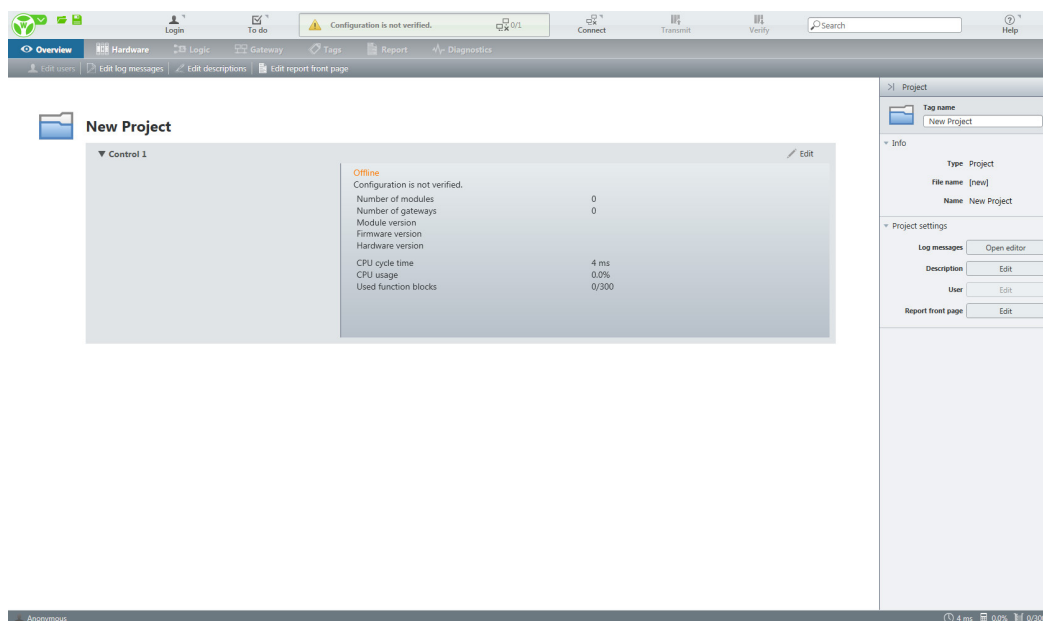 W
Login
To do
Configuration is not verified.
0/1
Connect
Transmit
Verify
Search
Help
Overview
Hardware
Logic
Gateway
Tags
Report
Diagnostics
Edit users
Edit log messages
Edit descriptions
Edit report front page
New Project
Control 1
Edit
Offline
Configuration is not verified.
Number of modules 0
Number of gateways 0
Module version
Firmware version
Hardware version
CPU cycle time 4 ms
CPU usage 0.0%
Used function blocks 0/300
Project
Tag name
New Project
Info
Type Project
File name [new]
Name New Project
Project settings
Log messages Open editor
Description Edit
User Edit
Report front page Edit
Anonymous
4 ms 0.0% 0/300